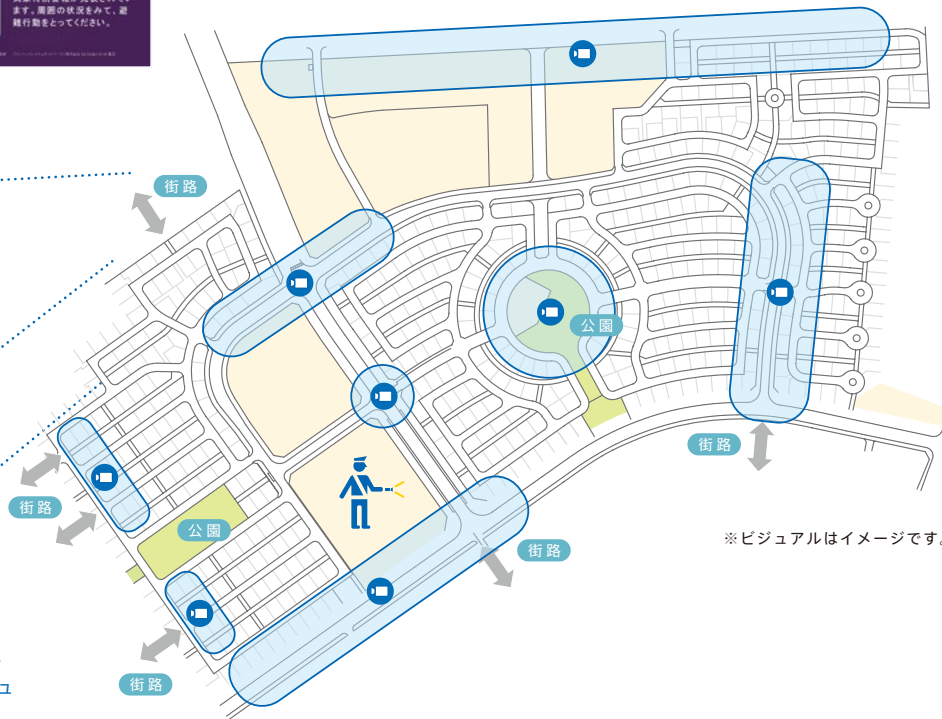 ます。周囲の状況をみて、避
難行動をとってください。
街路
公園
街路
街路
公園
街路
※ビジュアルはイメージです。
街路
ュ